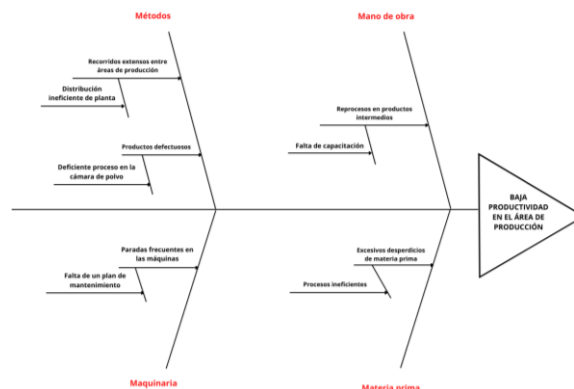 Métodos
Mano de obra
Recorridos extensos entre
áreas de producción
Distribución
ineficiente de planta
Productos defectuosos
Deficiente proceso en la
cámara de polvo
Reprocesos en productos
intermedios
Falta de capacitación
BAJA
PRODUCTIVIDAD
EN EL ÁREA DE
PRODUCCIÓN
Paradas frecuentes en
las máquinas
Falta de un plan de
mantenimiento
Excesivos desperdicios
de materia prima
Procesos ineficientes
Maquinaria
Materia prima